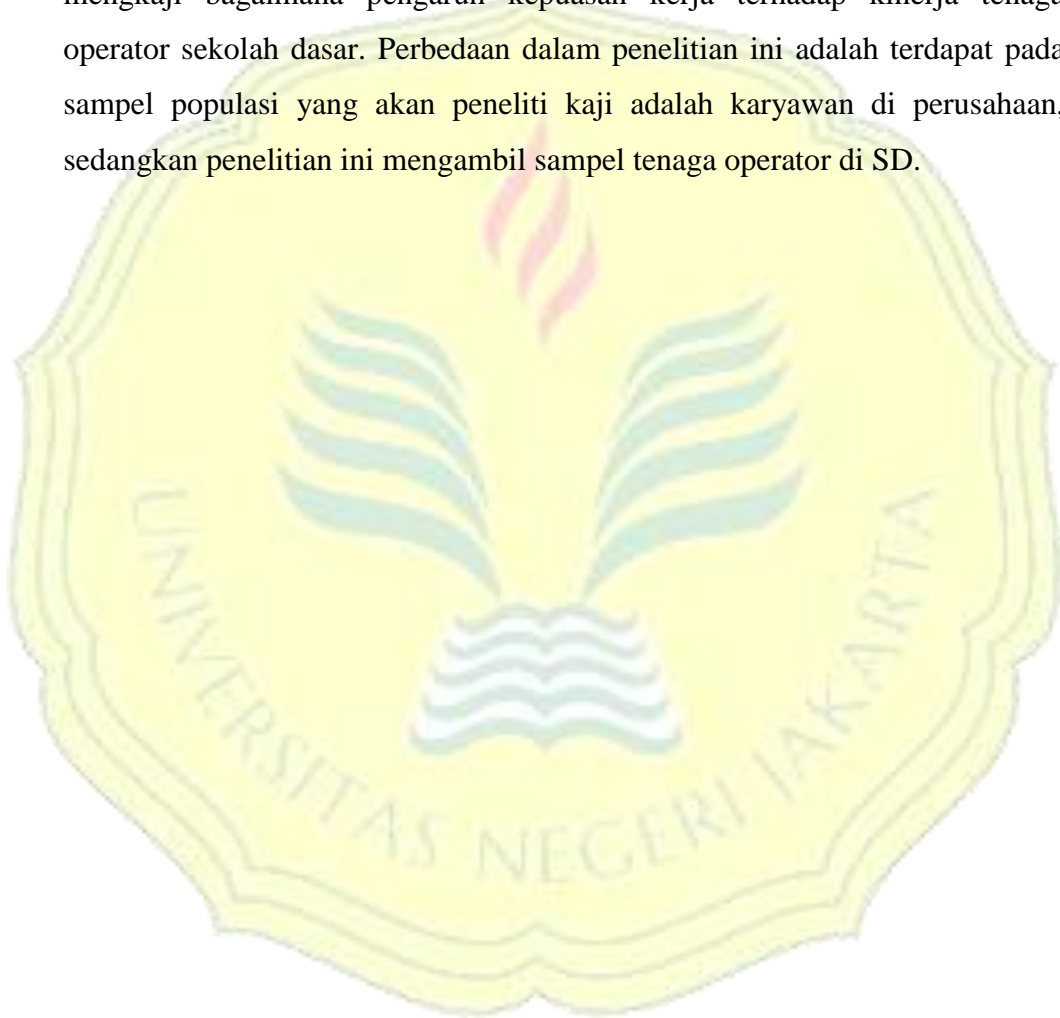 mengkaji bagaimana pengaruh kepuasan kerja terhadap kinerja tenaga
operator sekolah dasar. Perbedaan dalam penelitian ini adalah terdapat pada
sampel populasi yang akan peneliti kaji adalah karyawan di perusahaan,
sedangkan penelitian ini mengambil sampel tenaga operator di SD.
UNIVERSITAS NEGERI JAKARTA